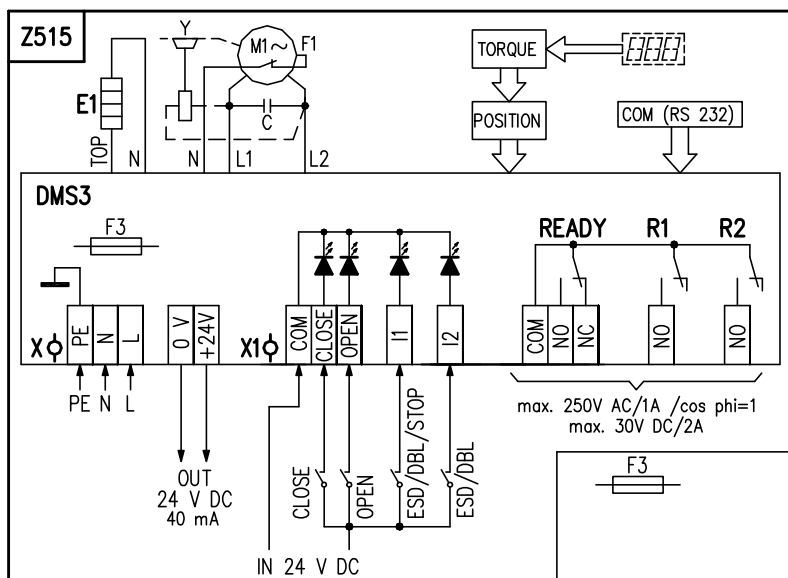 Z515
Y
M1 ~
F1
E1
C
TOP
N
N
L1
L2
TORQUE
POSITION
COM (RS 232)
DMS3
F3
READY
R1
R2
X
PE
N
L
0 V
+24V
X1
COM
CLOSE
OPEN
I1
I2
COM
NO
NC
NO
NO
PE N L
max. 250V AC/1A /cos phi=1
max. 30V DC/2A
CLOSE
OPEN
ESD/DBL/STOP
ESD/DBL
OUT
24 V DC
40 mA
IN 24 V DC
F3